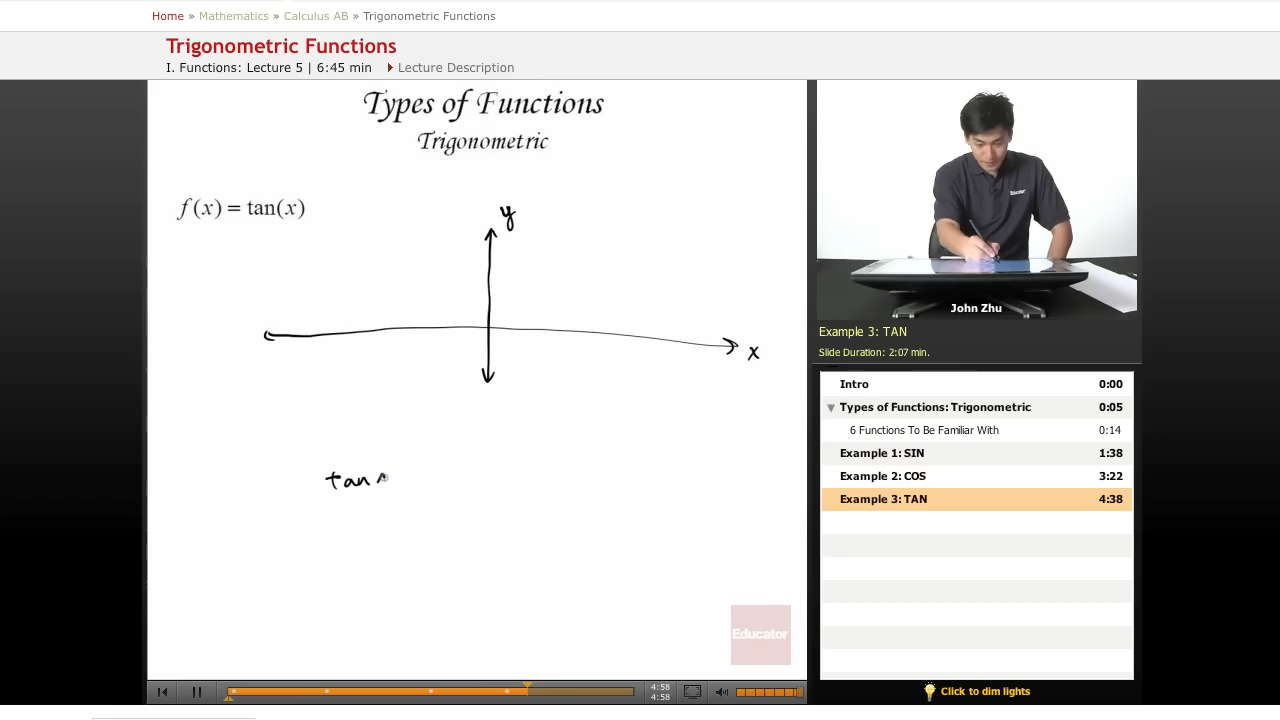 Home » Mathematics » Calculus AB » Trigonometric Functions
Trigonometric Functions
I. Functions: Lecture 5 | 6:45 min Lecture Description
Types of Functions
Trigonometric
f(x) = tan(x)
y
x
tan
Educator
John Zhu
Example 3: TAN
Slide Duration: 2:07 min.
Intro 0:00
Types of Functions: Trigonometric 0:05
6 Functions To Be Familiar With 0:14
Example 1: SIN 1:38
Example 2: COS 3:22
Example 3: TAN 4:38
4:58
4:58
Click to dim lights